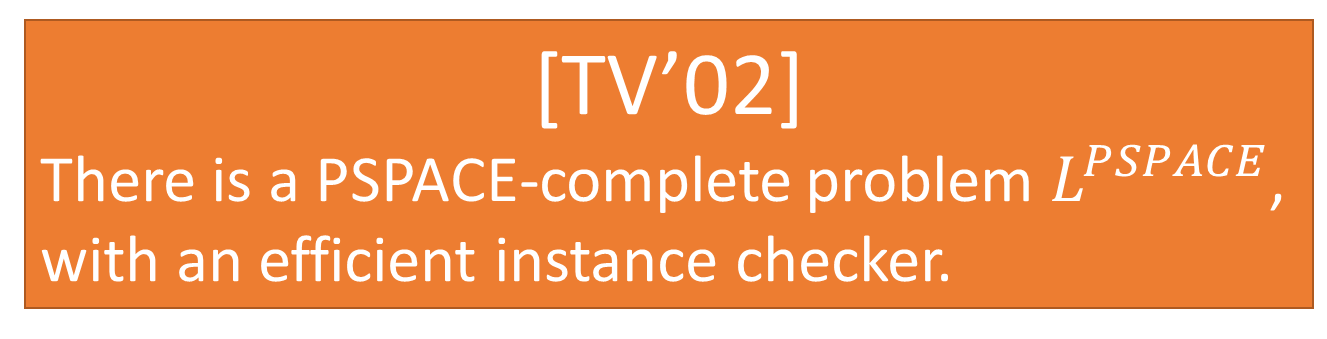 [TV’02]
There is a PSPACE-complete problem $L^{PSPACE}$,
with an efficient instance checker.